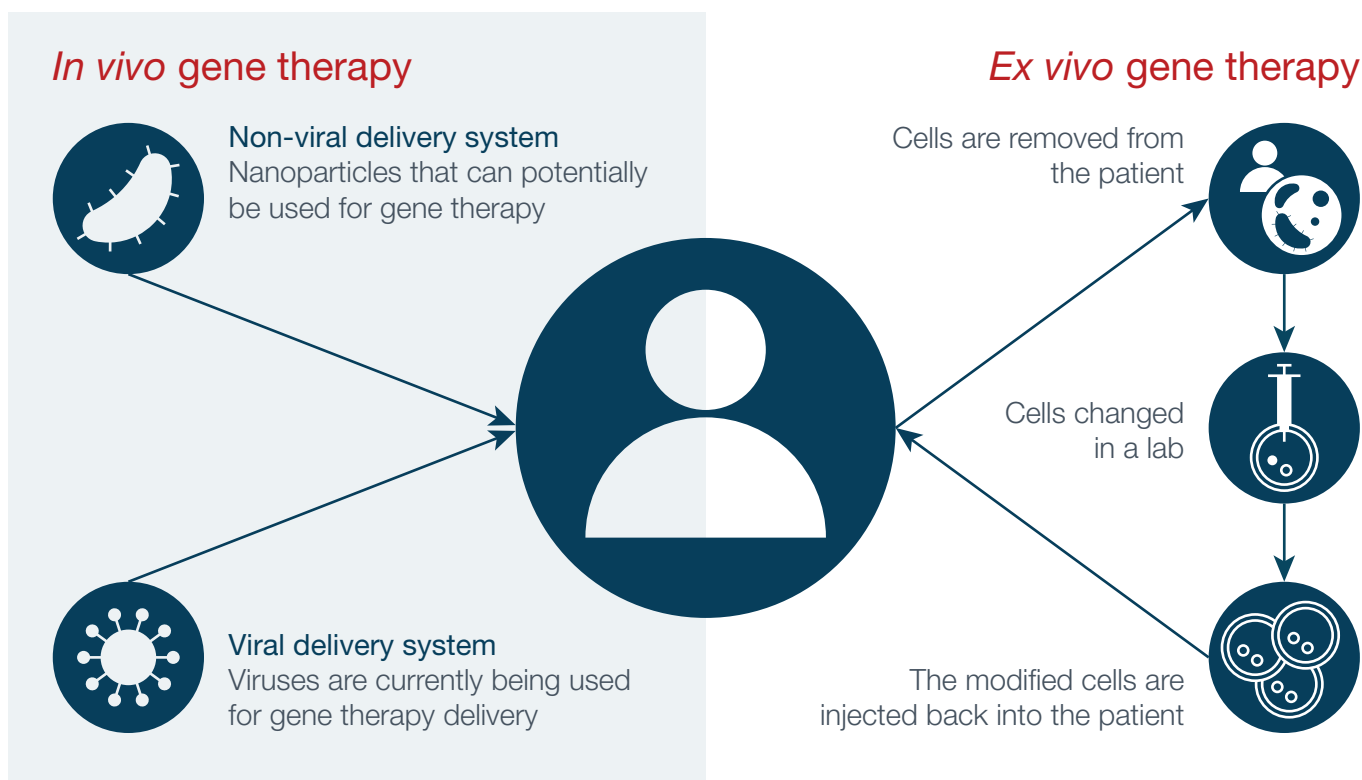 In vivo gene therapy
Non-viral delivery system
Nanoparticles that can potentially
be used for gene therapy
Viral delivery system
Viruses are currently being used
for gene therapy delivery
Ex vivo gene therapy
Cells are removed from
the patient
Cells changed
in a lab
The modified cells are
injected back into the patient